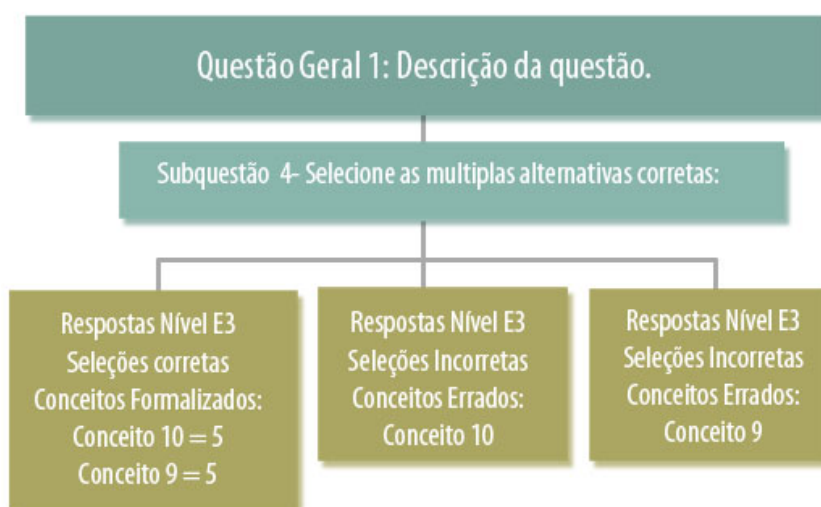 Questão Geral 1: Descrição da questão.
Subquestão 4- Selecione as multiplas alternativas corretas:
Respostas Nível E3
Seleções corretas
Conceitos Formalizados:
Conceito 10 = 5
Conceito 9 = 5
Respostas Nível E3
Seleções Incorretas
Conceitos Errados:
Conceito 10
Respostas Nível E3
Seleções Incorretas
Conceitos Errados:
Conceito 9